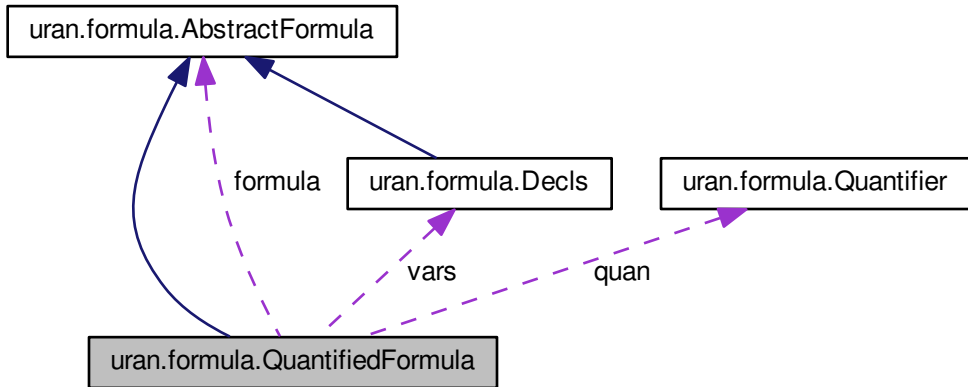 uran.formula.AbstractFormula
formula
uran.formula.Decls
uran.formula.Quantifier
vars
quan
uran.formula.QuantifiedFormula